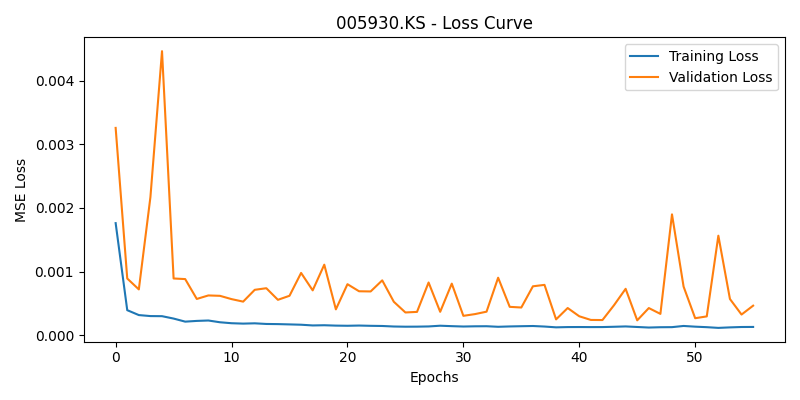 005930.KS - Loss Curve
Training Loss
Validation Loss
MSE Loss
0.004
0.003
0.002
0.001
0.000
0 10 20 30 40 50
Epochs